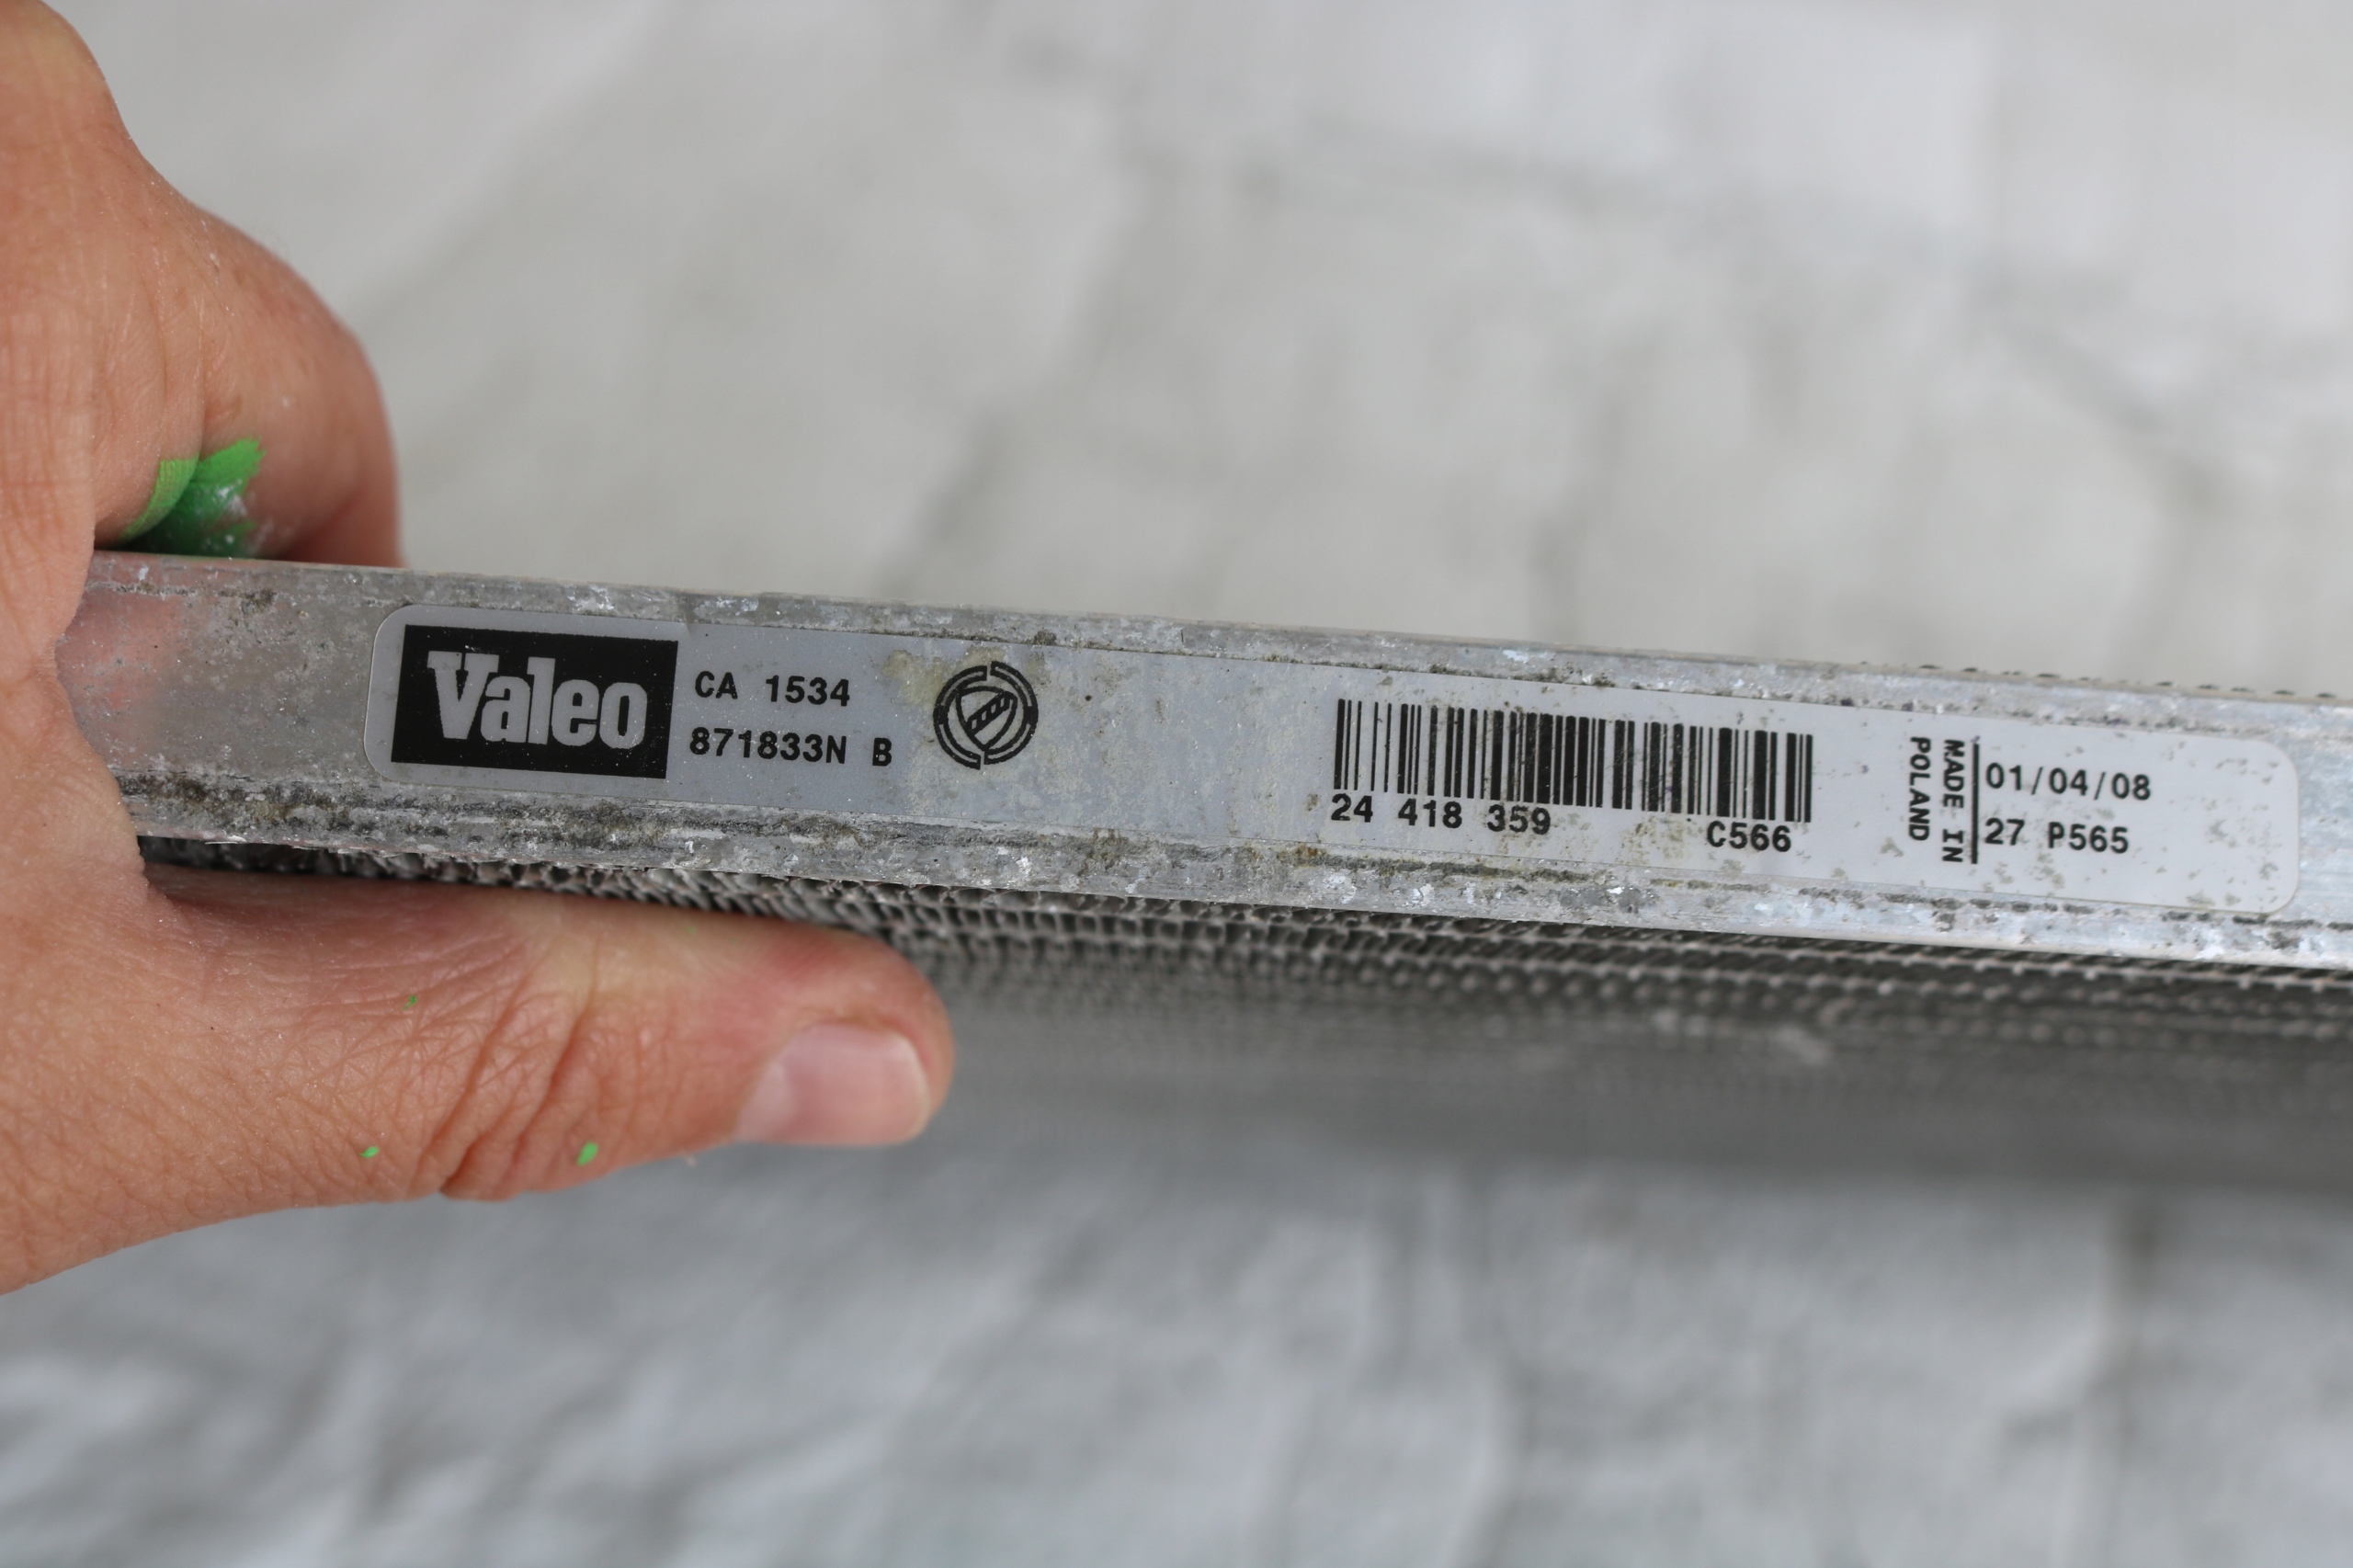 Valeo
CA 1534
871833N B
24 418 359 C566
MADE IN
POLAND
01/04/08
27 P565